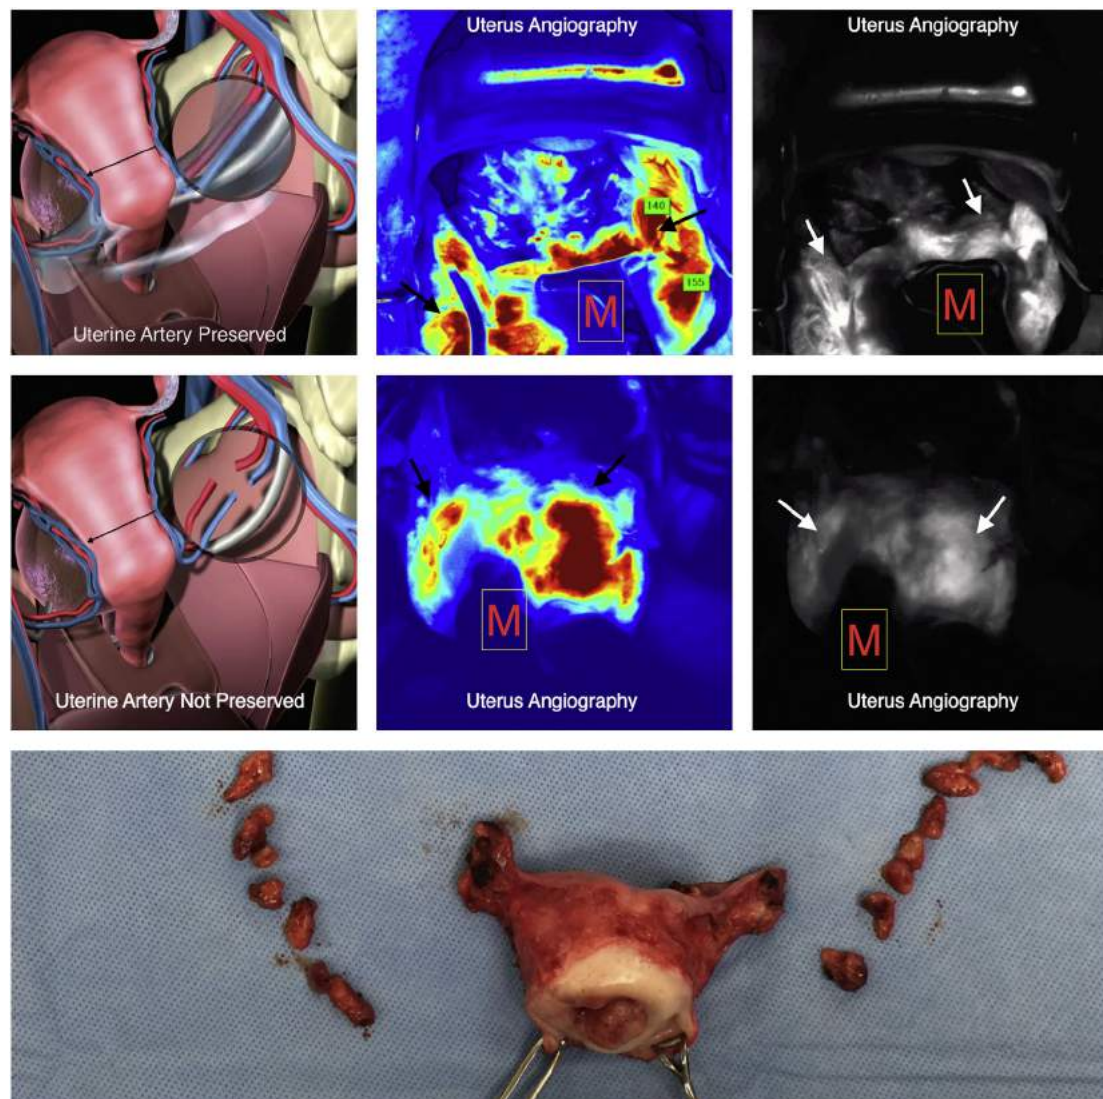 Uterus Angiography
Uterus Angiography
140
155
M
M
Uterine Artery Preserved
M
M
Uterine Artery Not Preserved
Uterus Angiography
Uterus Angiography